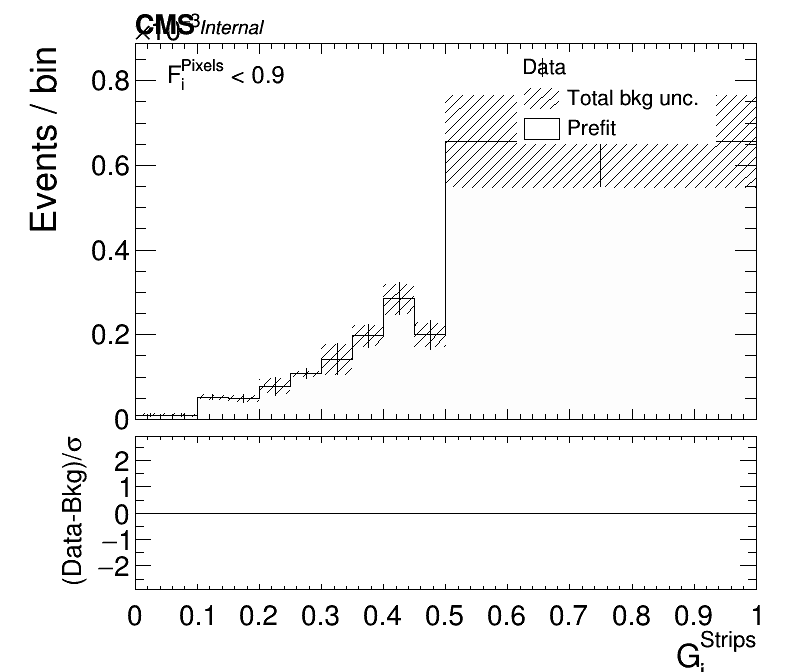 CMS Internal
×10³
F_i^Pixels < 0.9
Data
Total bkg unc.
Prefit
Events / bin
0.8
0.6
0.4
0.2
0
(Data-Bkg)/σ
2
1
0
−1
−2
0 0.1 0.2 0.3 0.4 0.5 0.6 0.7 0.8 0.9 1
G_i^Strips